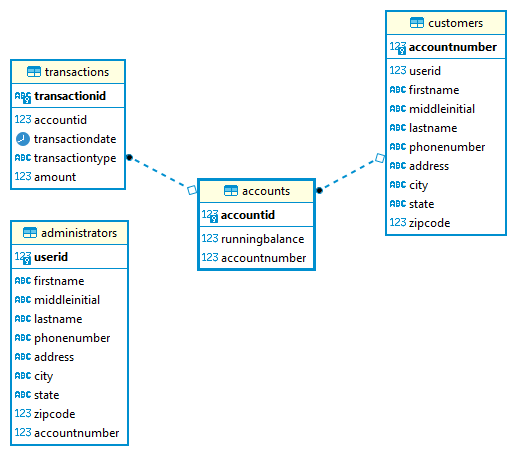 transactions
ABC transactionid
123 accountid
transactiondate
ABC transactiontype
123 amount
administrators
123 userid
ABC firstname
ABC middleinitial
ABC lastname
ABC phonenumber
ABC address
ABC city
ABC state
123 zipcode
123 accountnumber
accounts
123 accountid
123 runningbalance
123 accountnumber
customers
123 accountnumber
123 userid
ABC firstname
ABC middleinitial
ABC lastname
ABC phonenumber
ABC address
ABC city
ABC state
123 zipcode